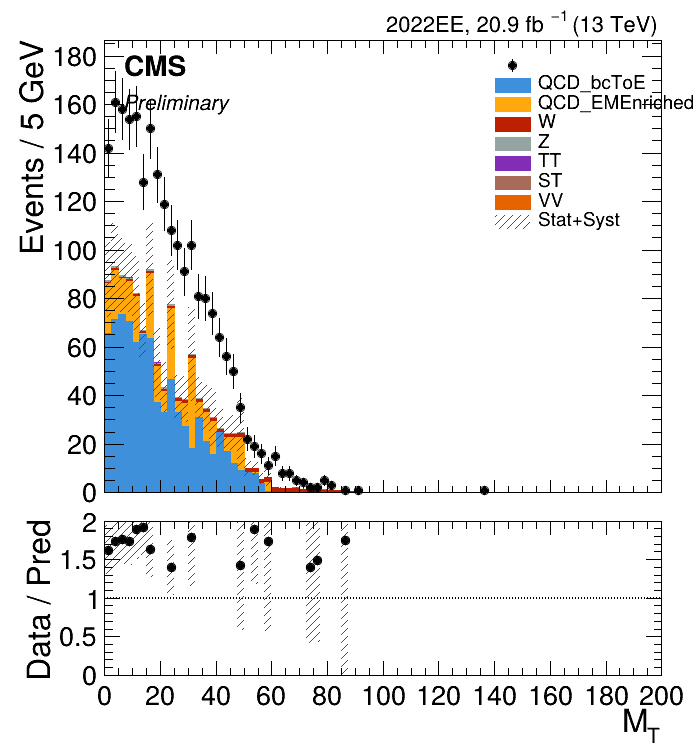 2022EE, 20.9 fb⁻¹ (13 TeV)
Events / 5 GeV
180
160
140
120
100
80
60
40
20
0
CMS
Preliminary
QCD_bcToE
QCD_EMEnriched
W
Z
TT
ST
VV
Stat+Syst
Data / Pred
2
1.5
1
0.5
0
0 20 40 60 80 100 120 140 160 180 200
M_T